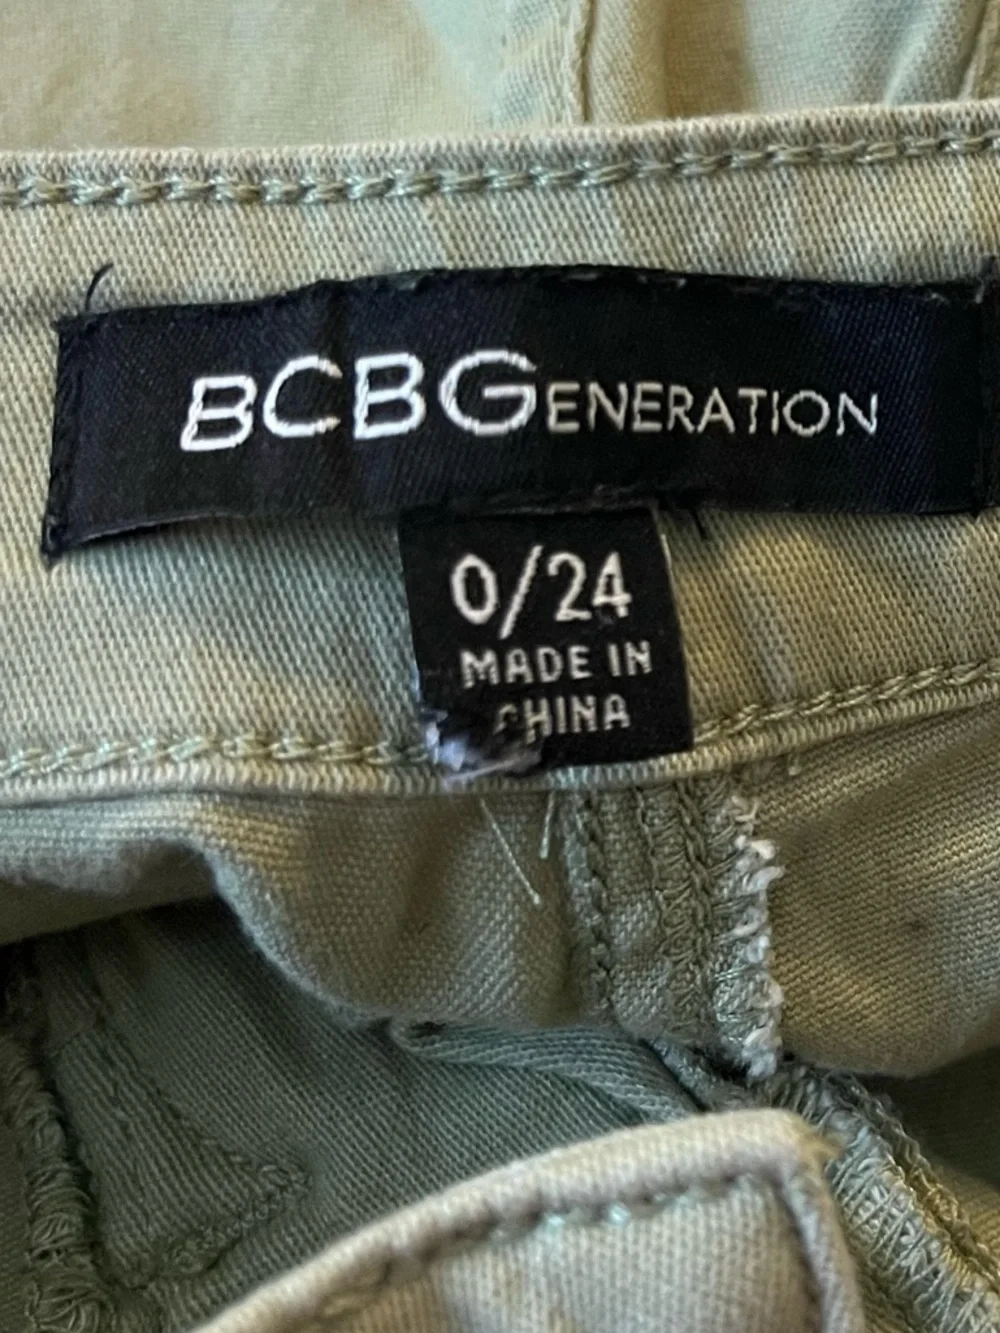 BCBGENERATION
0/24
MADE IN
CHINA